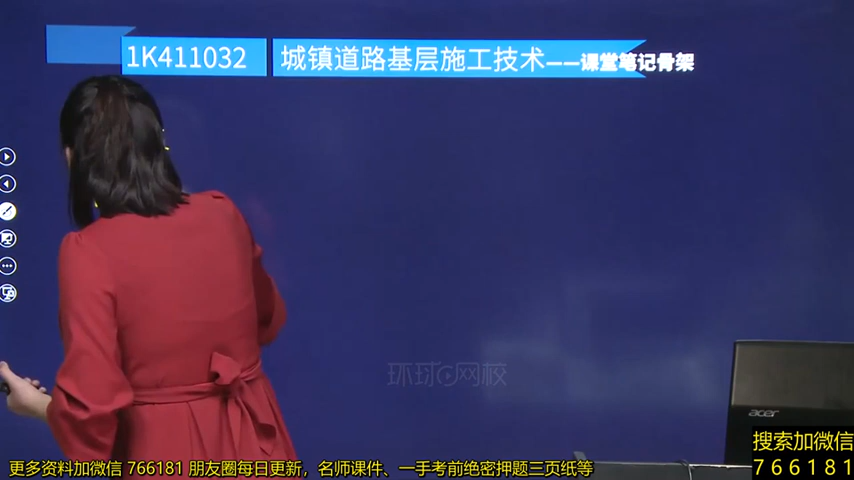 1K411032 城镇道路基层施工技术——课堂笔记骨架
环球网校
acer
搜索加微信
766181
更多资料加微信 766181 朋友圈每日更新，名师课件、一手考前绝密押题三页纸等